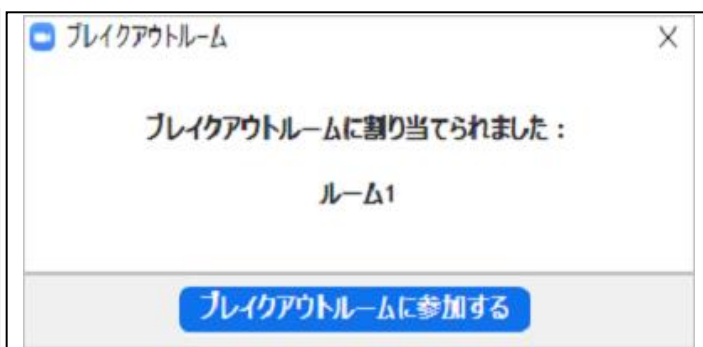 ブレイクアウトルーム
ブレイクアウトルームに割り当てられました：
ルーム1
ブレイクアウトルームに参加する